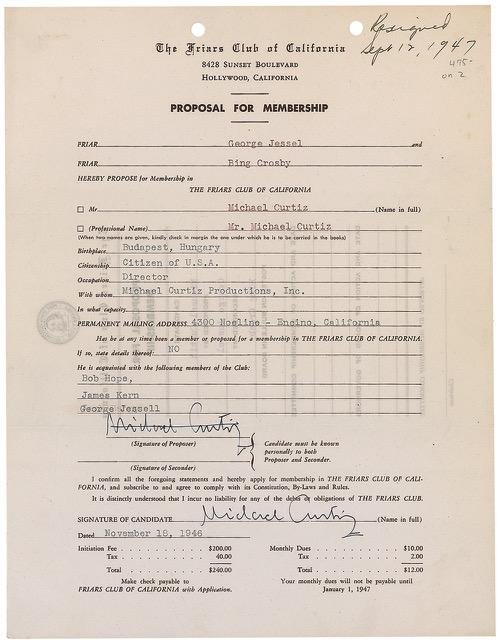 Resigned
Sept 12, 1947
475-
on 2
The Friars Club of California
8428 Sunset Boulevard
Hollywood, California
PROPOSAL FOR MEMBERSHIP
FRIAR George Jessel and
FRIAR Bing Crosby
HEREBY PROPOSE for Membership in
THE FRIARS CLUB OF CALIFORNIA
Mr. Michael Curtiz (Name in full)
(Professional Name) Mr. Michael Curtiz
(When two names are given, kindly check in margin the one under which he is to be carried in the books)
Birthplace Budapest, Hungary
Citizenship Citizen of U.S.A.
Occupation Director
With whom Michael Curtiz Productions, Inc.
In what capacity
PERMANENT MAILING ADDRESS 4300 Noeline - Encino, California
Has he at any time been a member or proposed for a membership in THE FRIARS CLUB OF CALIFORNIA.
If so, state details thereof: NO
He is acquainted with the following members of the Club:
Bob Hope,
James Kern
George Jessell
Michael Curtiz
(Signature of Proposer)
(Signature of Seconder)
Candidate must be known
personally to both
Proposer and Seconder.
I confirm all the foregoing statements and hereby apply for membership in THE FRIARS CLUB OF CALI-
FORNIA, and subscribe to and agree to comply with its Constitution, By-Laws and Rules.
It is distinctly understood that I incur no liability for any of the debts or obligations of THE FRIARS CLUB.
SIGNATURE OF CANDIDATE Michael Curtiz (Name in full)
Dated November 18, 1946
Initiation Fee $200.00
Tax 40.00
Total $240.00
Make check payable to
FRIARS CLUB OF CALIFORNIA with Application.
Monthly Dues $10.00
Tax 2.00
Total $12.00
Your monthly dues will not be payable until
January 1, 1947